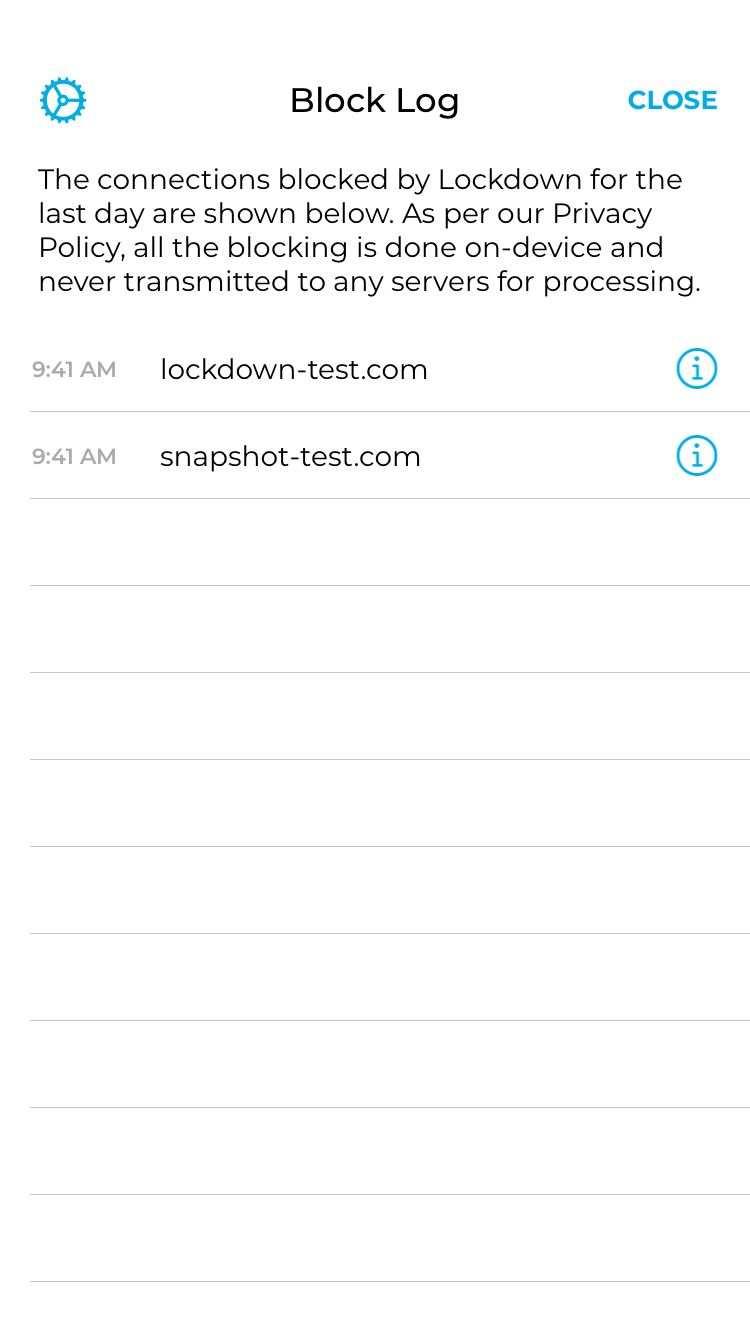 Block Log
CLOSE
The connections blocked by Lockdown for the
last day are shown below. As per our Privacy
Policy, all the blocking is done on-device and
never transmitted to any servers for processing.
9:41 AM lockdown-test.com
9:41 AM snapshot-test.com